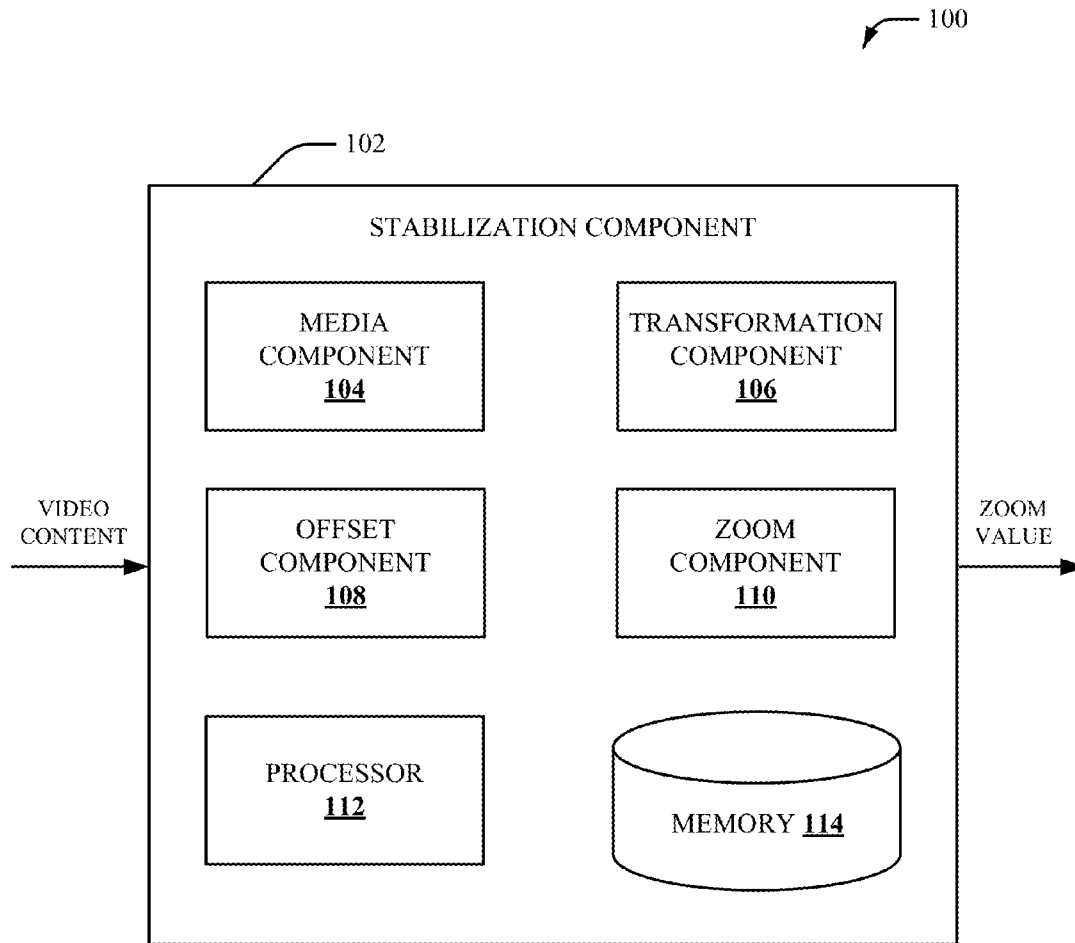 100
102
STABILIZATION COMPONENT
MEDIA
COMPONENT
104
TRANSFORMATION
COMPONENT
106
VIDEO
CONTENT
OFFSET
COMPONENT
108
ZOOM
COMPONENT
110
ZOOM
VALUE
PROCESSOR
112
MEMORY 114